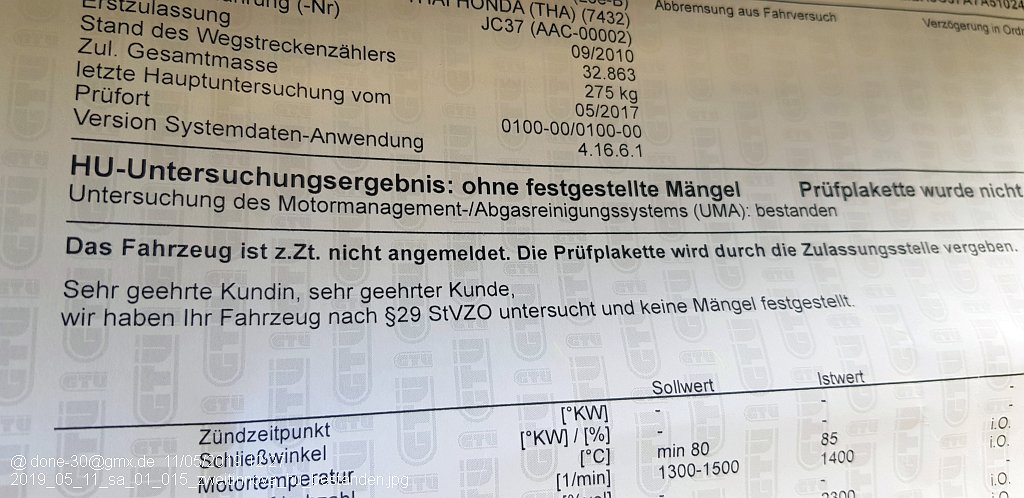 (-Nr)
THAI HONDA (THA) (7432)
Abbremsung aus Fahrversuch
Erstzulassung
JC37 (AAC-00002)
Verzögerung in Ordn
Stand des Wegstreckenzählers
09/2010
Zul. Gesamtmasse
32.863
letzte Hauptuntersuchung vom
275 kg
Prüfort
05/2017
Version Systemdaten-Anwendung
0100-00/0100-00
4.16.6.1
HU-Untersuchungsergebnis: ohne festgestellte Mängel Prüfplakette wurde nicht
Untersuchung des Motormanagement-/Abgasreinigungssystems (UMA): bestanden
Das Fahrzeug ist z.Zt. nicht angemeldet. Die Prüfplakette wird durch die Zulassungsstelle vergeben.
Sehr geehrte Kundin, sehr geehrter Kunde,
wir haben Ihr Fahrzeug nach §29 StVZO untersucht und keine Mängel festgestellt.
Sollwert Istwert
Zündzeitpunkt [°KW] - - -
Schließwinkel [°KW] / [%] - - i.O.
Motortemperatur [°C] min 80 85 i.O.
[1/min] 1300-1500 1400 i.O.
@ done-30@gmx.de
2019_05_11_sa_01_015_